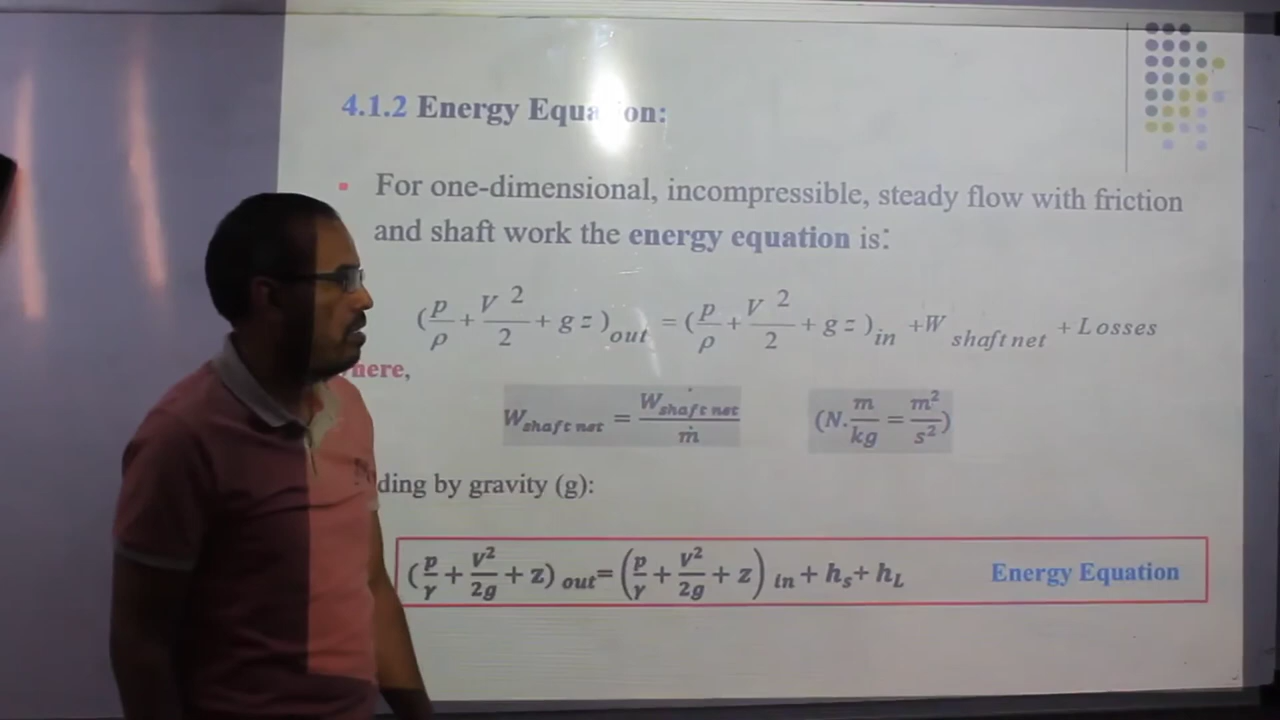 4.1.2 Energy Equa on:
For one-dimensional, incompressible, steady flow with friction
and shaft work the energy equation is:
(p/ρ + V²/2 + gz)out = (p/ρ + V²/2 + gz)in + W shaft net + Losses
here,
W shaft net = Ẇ shaft net / ṁ (N.m/kg = m²/s²)
ding by gravity (g):
(p/γ + v²/2g + z) out = (p/γ + v²/2g + z) in + hs + hL Energy Equation